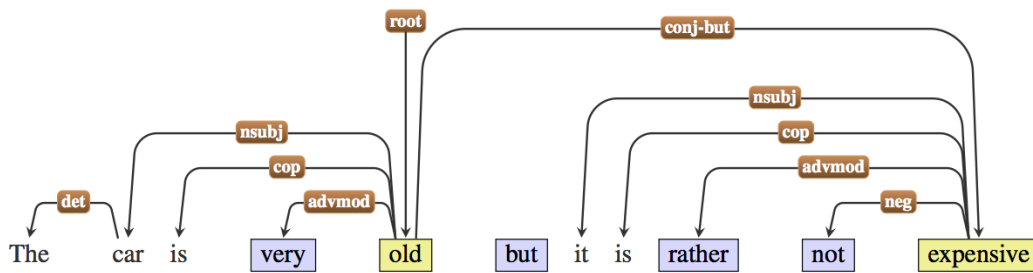 root
conj-but
nsubj
nsubj
cop
cop
advmod
det
advmod
neg
The car is very old but it is rather not expensive